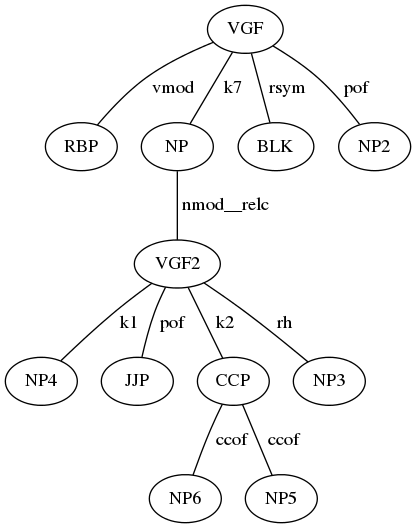 VGF
vmod k7 rsym pof
RBP NP BLK NP2
nmod__relc
VGF2
k1 pof k2 rh
NP4 JJP CCP NP3
ccof ccof
NP6 NP5